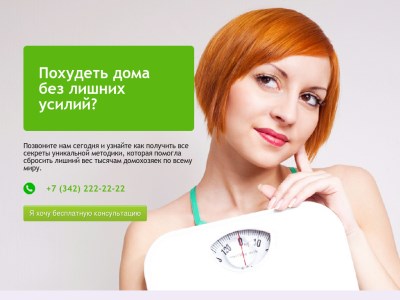 Похудеть дома
без лишних
усилий?
Позвоните нам сегодня и узнайте как получить все
секреты уникальной методики, которая помогла
сбросить лишний вес тысячам домохозяек по всему
миру.
+7 (342) 222-22-22
Я хочу бесплатную консультацию